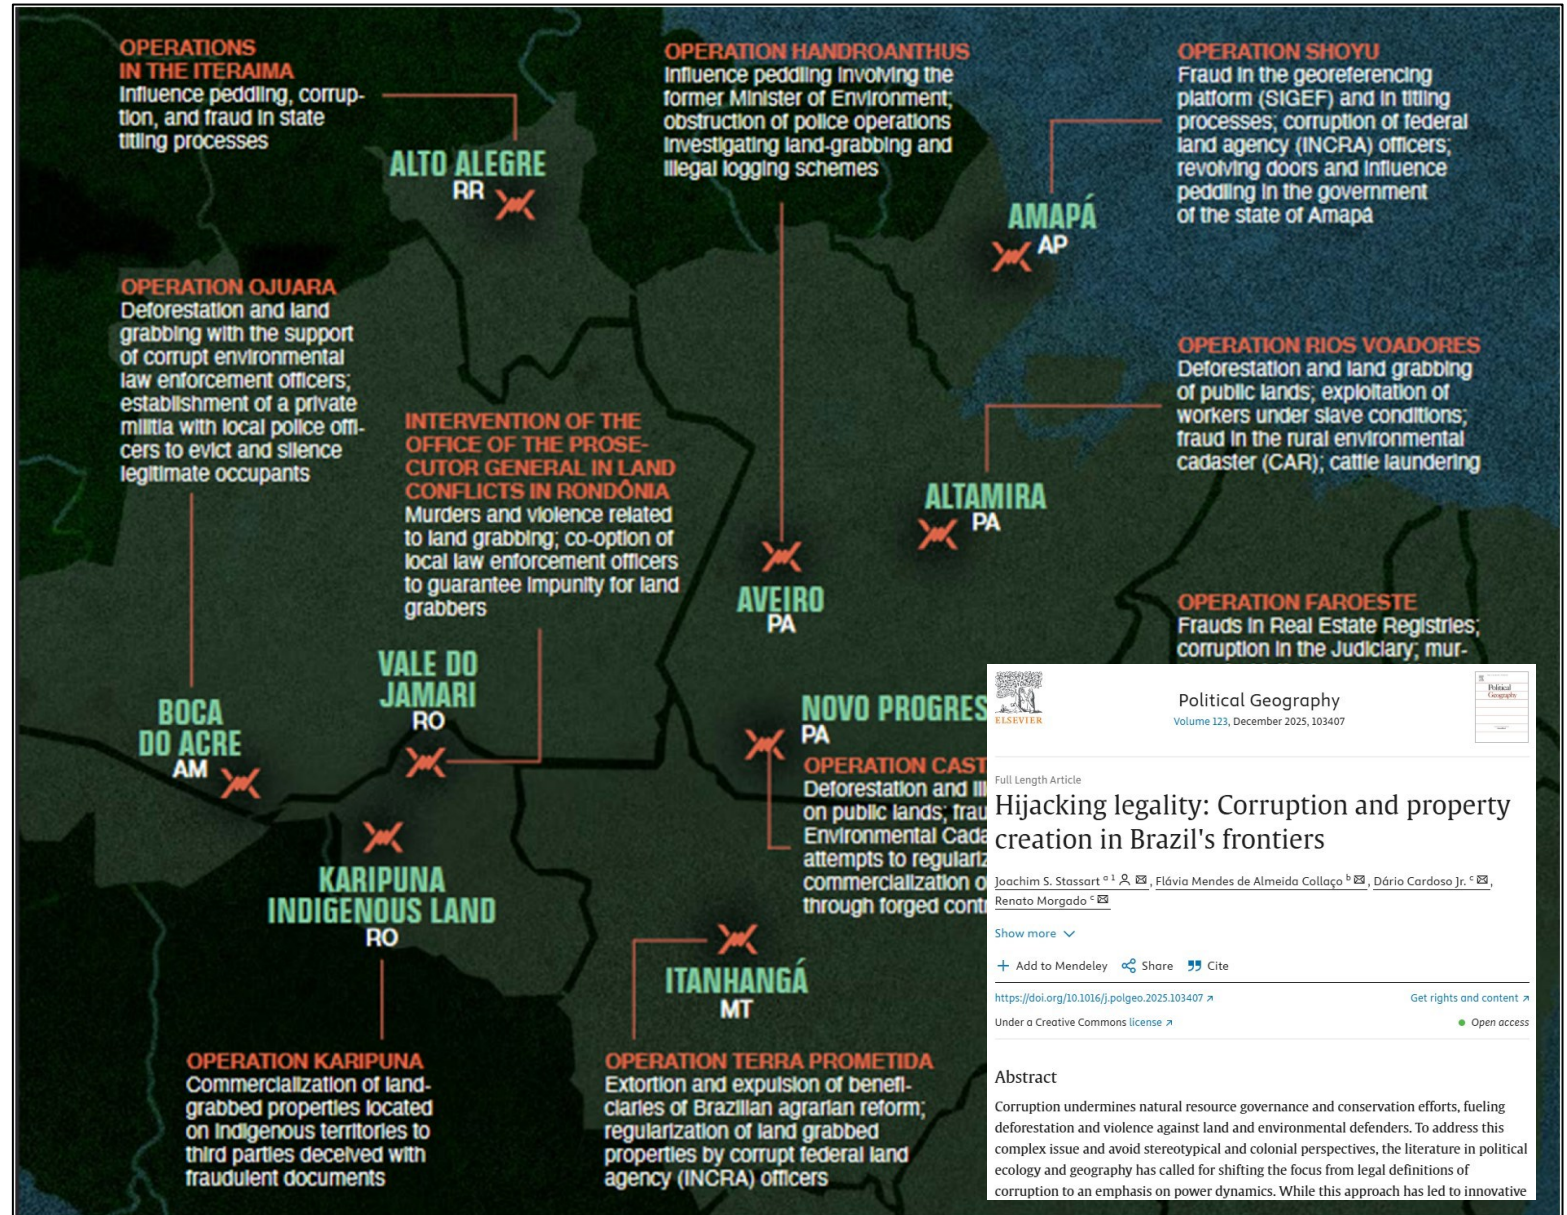 OPERATIONS
IN THE ITERAIMA
Influence peddling, corrup-
tion, and fraud in state
titling processes
ALTO ALEGRE
RR
OPERATION HANDROANTHUS
Influence peddling involving the
former Minister of Environment;
obstruction of police operations
investigating land-grabbing and
illegal logging schemes
OPERATION SHOYU
Fraud in the georeferencing
platform (SIGEF) and in titling
processes; corruption of federal
land agency (INCRA) officers;
revolving doors and influence
peddling in the government
of the state of Amapá
AMAPÁ
AP
OPERATION OJUARA
Deforestation and land
grabbing with the support
of corrupt environmental
law enforcement officers;
establishment of a private
militia with local police offi-
cers to evict and silence
legitimate occupants
INTERVENTION OF THE
OFFICE OF THE PROSE-
CUTOR GENERAL IN LAND
CONFLICTS IN RONDÔNIA
Murders and violence related
to land grabbing; co-option of
local law enforcement officers
to guarantee impunity for land
grabbers
OPERATION RIOS VOADORES
Deforestation and land grabbing
of public lands; exploitation of
workers under slave conditions;
fraud in the rural environmental
cadaster (CAR); cattle laundering
ALTAMIRA
PA
AVEIRO
PA
OPERATION FAROESTE
Frauds in Real Estate Registries;
corruption in the Judiciary; mur-
VALE DO
JAMARI
RO
BOCA
DO ACRE
AM
NOVO PROGRES
PA
OPERATION CAST
Deforestation and ill
on public lands; frau
Environmental Cada
attempts to regulariz
commercialization o
through forged contr
KARIPUNA
INDIGENOUS LAND
RO
ITANHANGÁ
MT
OPERATION KARIPUNA
Commercialization of land-
grabbed properties located
on Indigenous territories to
third parties deceived with
fraudulent documents
OPERATION TERRA PROMETIDA
Extortion and expulsion of benefi-
ciaries of Brazilian agrarian reform;
regularization of land grabbed
properties by corrupt federal land
agency (INCRA) officers
ELSEVIER
Political Geography
Volume 123, December 2025, 103407
Political
Geography
Full Length Article
Hijacking legality: Corruption and property
creation in Brazil's frontiers
Joachim S. Stassart a 1, Flávia Mendes de Almeida Collaço b, Dário Cardoso Jr. c,
Renato Morgado c
Show more
Add to Mendeley Share Cite
https://doi.org/10.1016/j.polgeo.2025.103407 Get rights and content
Under a Creative Commons license Open access
Abstract
Corruption undermines natural resource governance and conservation efforts, fueling
deforestation and violence against land and environmental defenders. To address this
complex issue and avoid stereotypical and colonial perspectives, the literature in political
ecology and geography has called for shifting the focus from legal definitions of
corruption to an emphasis on power dynamics. While this approach has led to innovative